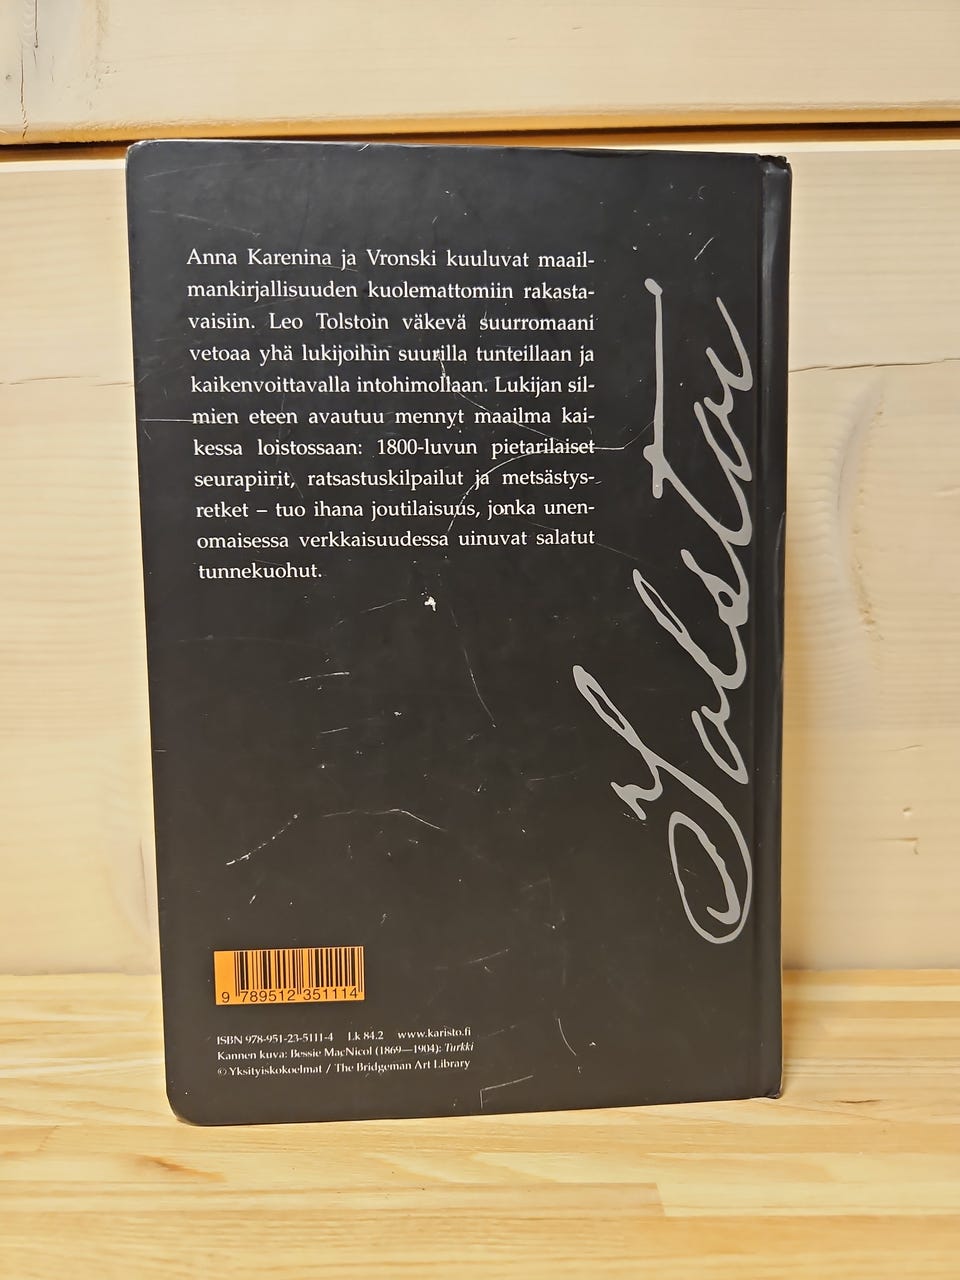 Anna Karenina ja Vronski kuuluvat maail-
mankirjallisuuden kuolemattomiin rakasta-
vaisiin. Leo Tolstoin väkevä suurromaani
vetoaa yhä lukijoihin suurilla tunteillaan ja
kaikenvoittavalla intohimollaan. Lukijan sil-
mien eteen avautuu mennyt maailma kai-
kessa loistossaan: 1800-luvun pietarilaiset
seurapiirit, ratsastuskilpailut ja metsästys-
retket – tuo ihana joutilaisuus, jonka unen-
omaisessa verkkaisuudessa uinuvat salatut
tunnekuohut.
Tolstoi
9 789512 351114
ISBN 978-951-23-5111-4 Lk 84.2 www.karisto.fi
Kannen kuva: Bessie MacNicol (1869—1904): Turkki
© Yksityiskokoelmat / The Bridgeman Art Library